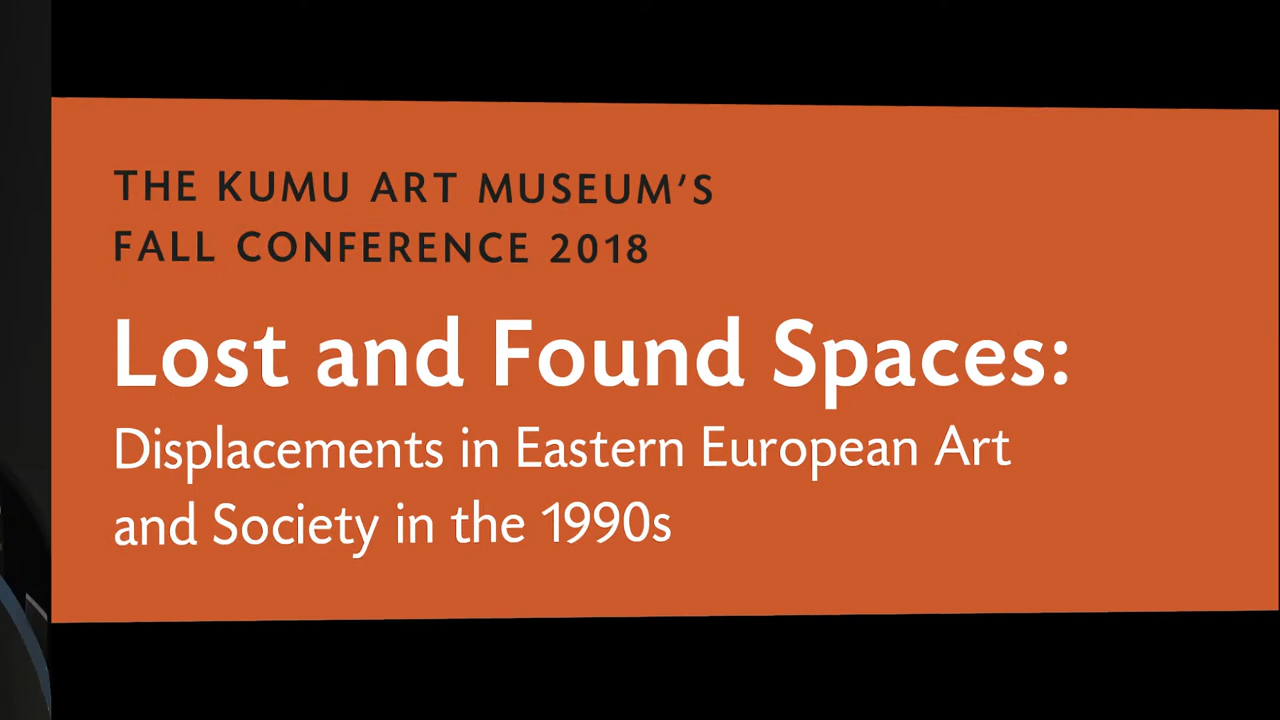 THE KUMU ART MUSEUM'S
FALL CONFERENCE 2018
Lost and Found Spaces:
Displacements in Eastern European Art
and Society in the 1990s